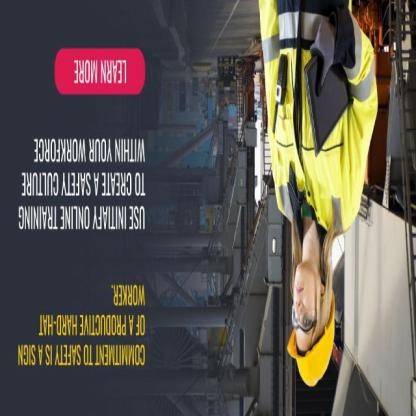 COMMITMENT TO SAFETY IS A SIGN
OF A PRODUCTIVE HARD-HAT
WORKER.
USE INITIAFY ONLINE TRAINING
TO CREATE A SAFETY CULTURE
WITHIN YOUR WORKFORCE
LEARN MORE